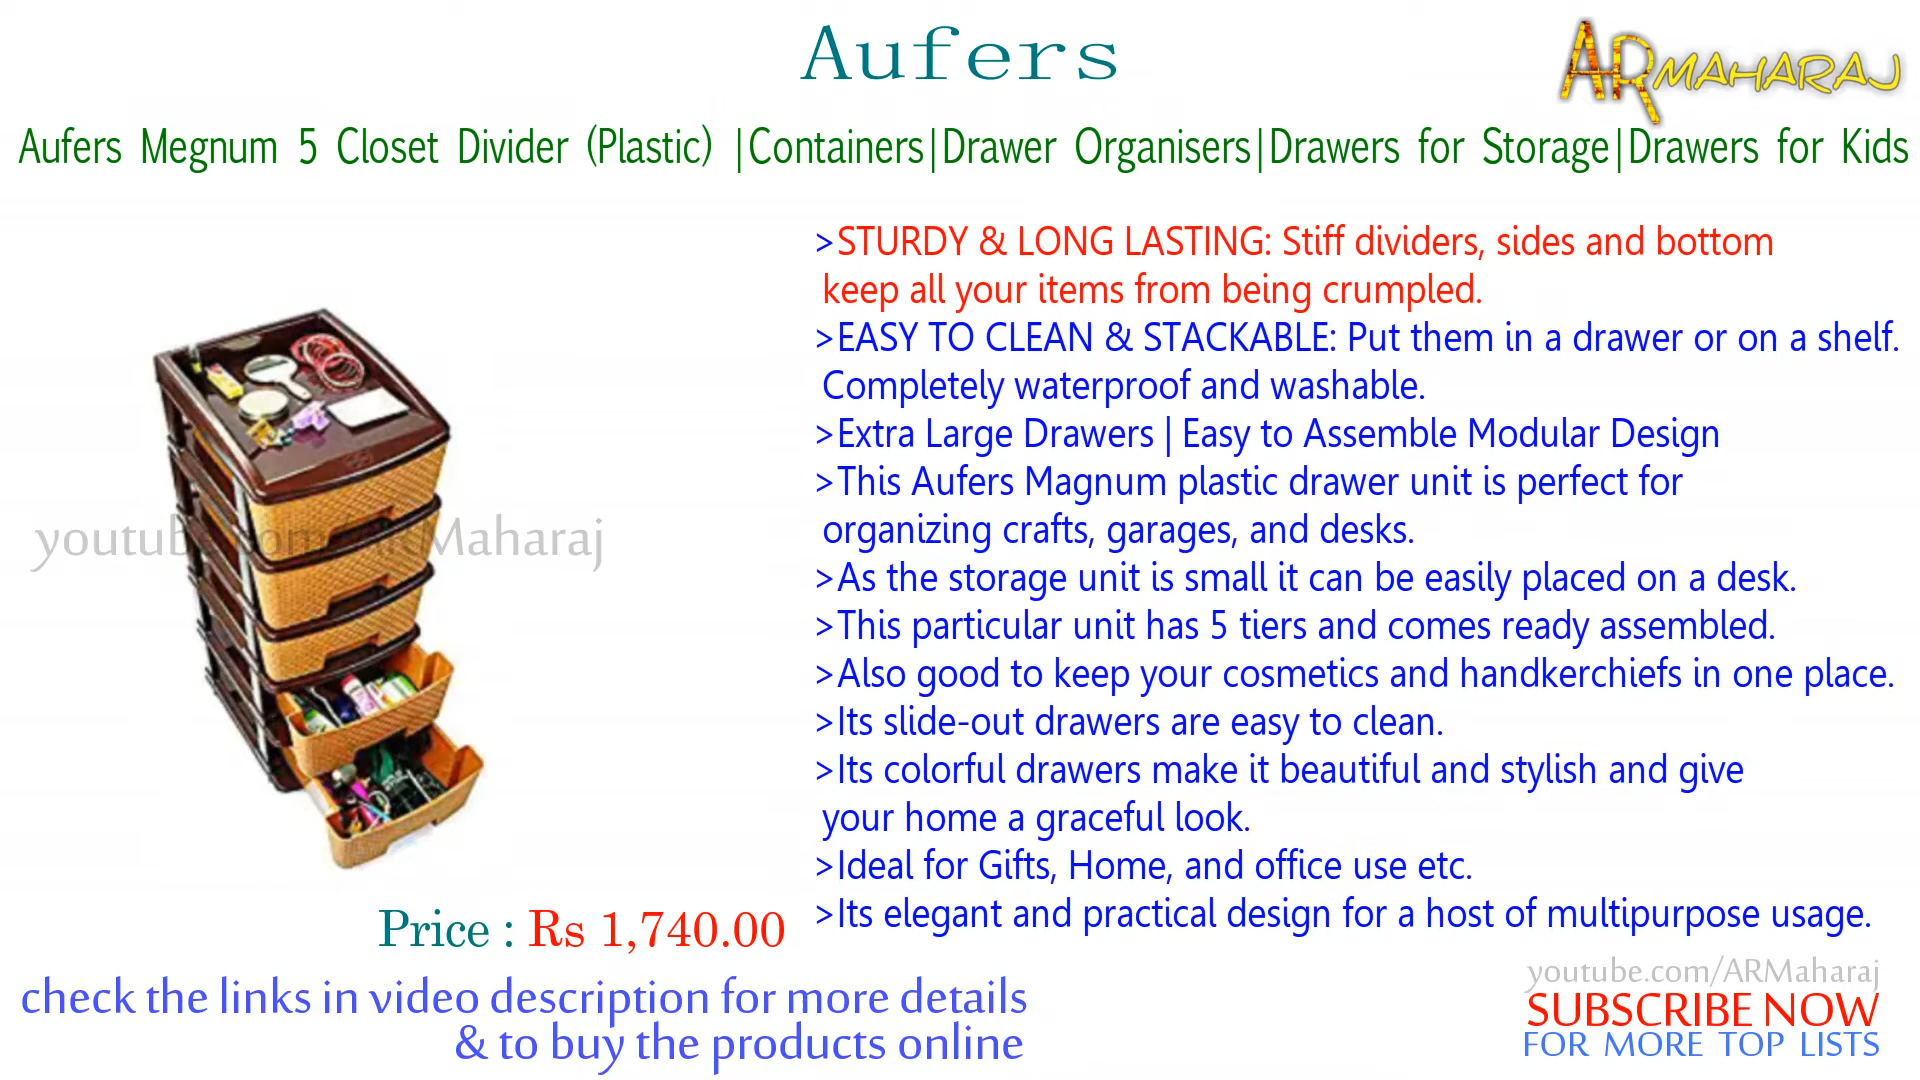 Aufers
ARMAHARAJ
Aufers Megnum 5 Closet Divider (Plastic) |Containers|Drawer Organisers|Drawers for Storage|Drawers for Kids
>STURDY & LONG LASTING: Stiff dividers, sides and bottom
keep all your items from being crumpled.
>EASY TO CLEAN & STACKABLE: Put them in a drawer or on a shelf.
Completely waterproof and washable.
>Extra Large Drawers | Easy to Assemble Modular Design
>This Aufers Magnum plastic drawer unit is perfect for
organizing crafts, garages, and desks.
>As the storage unit is small it can be easily placed on a desk.
>This particular unit has 5 tiers and comes ready assembled.
>Also good to keep your cosmetics and handkerchiefs in one place.
>Its slide-out drawers are easy to clean.
>Its colorful drawers make it beautiful and stylish and give
your home a graceful look.
>Ideal for Gifts, Home, and office use etc.
>Its elegant and practical design for a host of multipurpose usage.
youtube.com/ARMaharaj
Price : Rs 1,740.00
check the links in video description for more details
& to buy the products online
youtube.com/ARMaharaj
SUBSCRIBE NOW
FOR MORE TOP LISTS